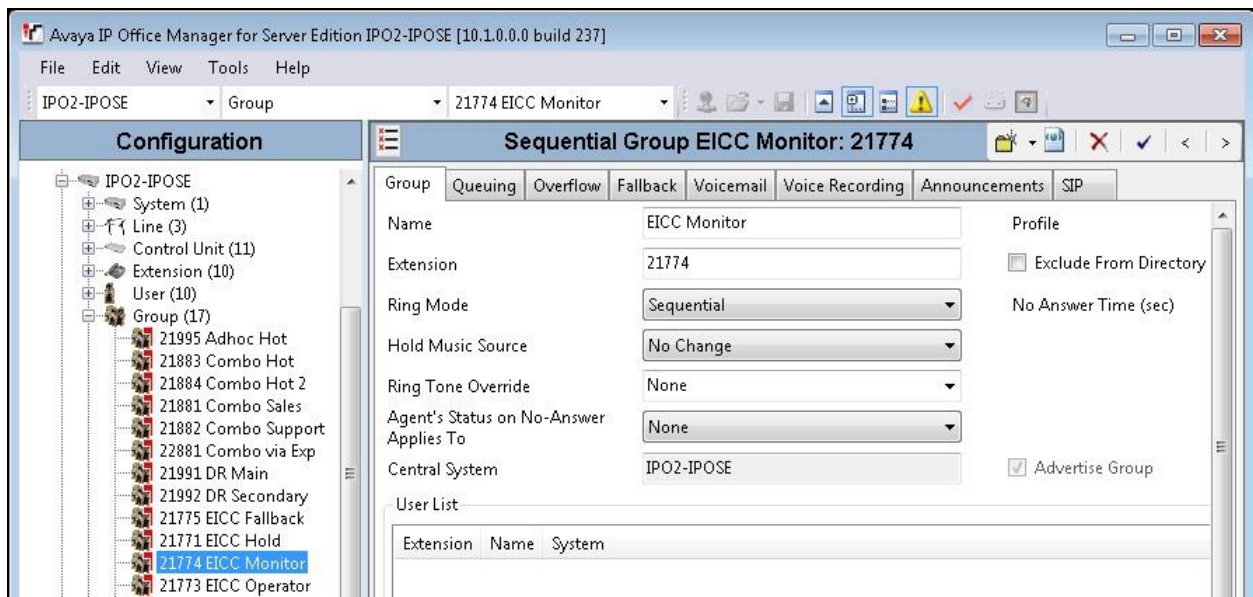 Avaya IP Office Manager for Server Edition IPO2-IPOSE [10.1.0.0.0 build 237]
File Edit View Tools Help
IPO2-IPOSE Group 21774 EICC Monitor
Configuration
IPO2-IPOSE
System (1)
Line (3)
Control Unit (11)
Extension (10)
User (10)
Group (17)
21995 Adhoc Hot
21883 Combo Hot
21884 Combo Hot 2
21881 Combo Sales
21882 Combo Support
22881 Combo via Exp
21991 DR Main
21992 DR Secondary
21775 EICC Fallback
21771 EICC Hold
21774 EICC Monitor
21773 EICC Operator
Sequential Group EICC Monitor: 21774
Group Queuing Overflow Fallback Voicemail Voice Recording Announcements SIP
Name EICC Monitor Profile
Extension 21774 Exclude From Directory
Ring Mode Sequential No Answer Time (sec)
Hold Music Source No Change
Ring Tone Override None
Agent's Status on No-Answer
Applies To None
Central System IPO2-IPOSE Advertise Group
User List
Extension Name System